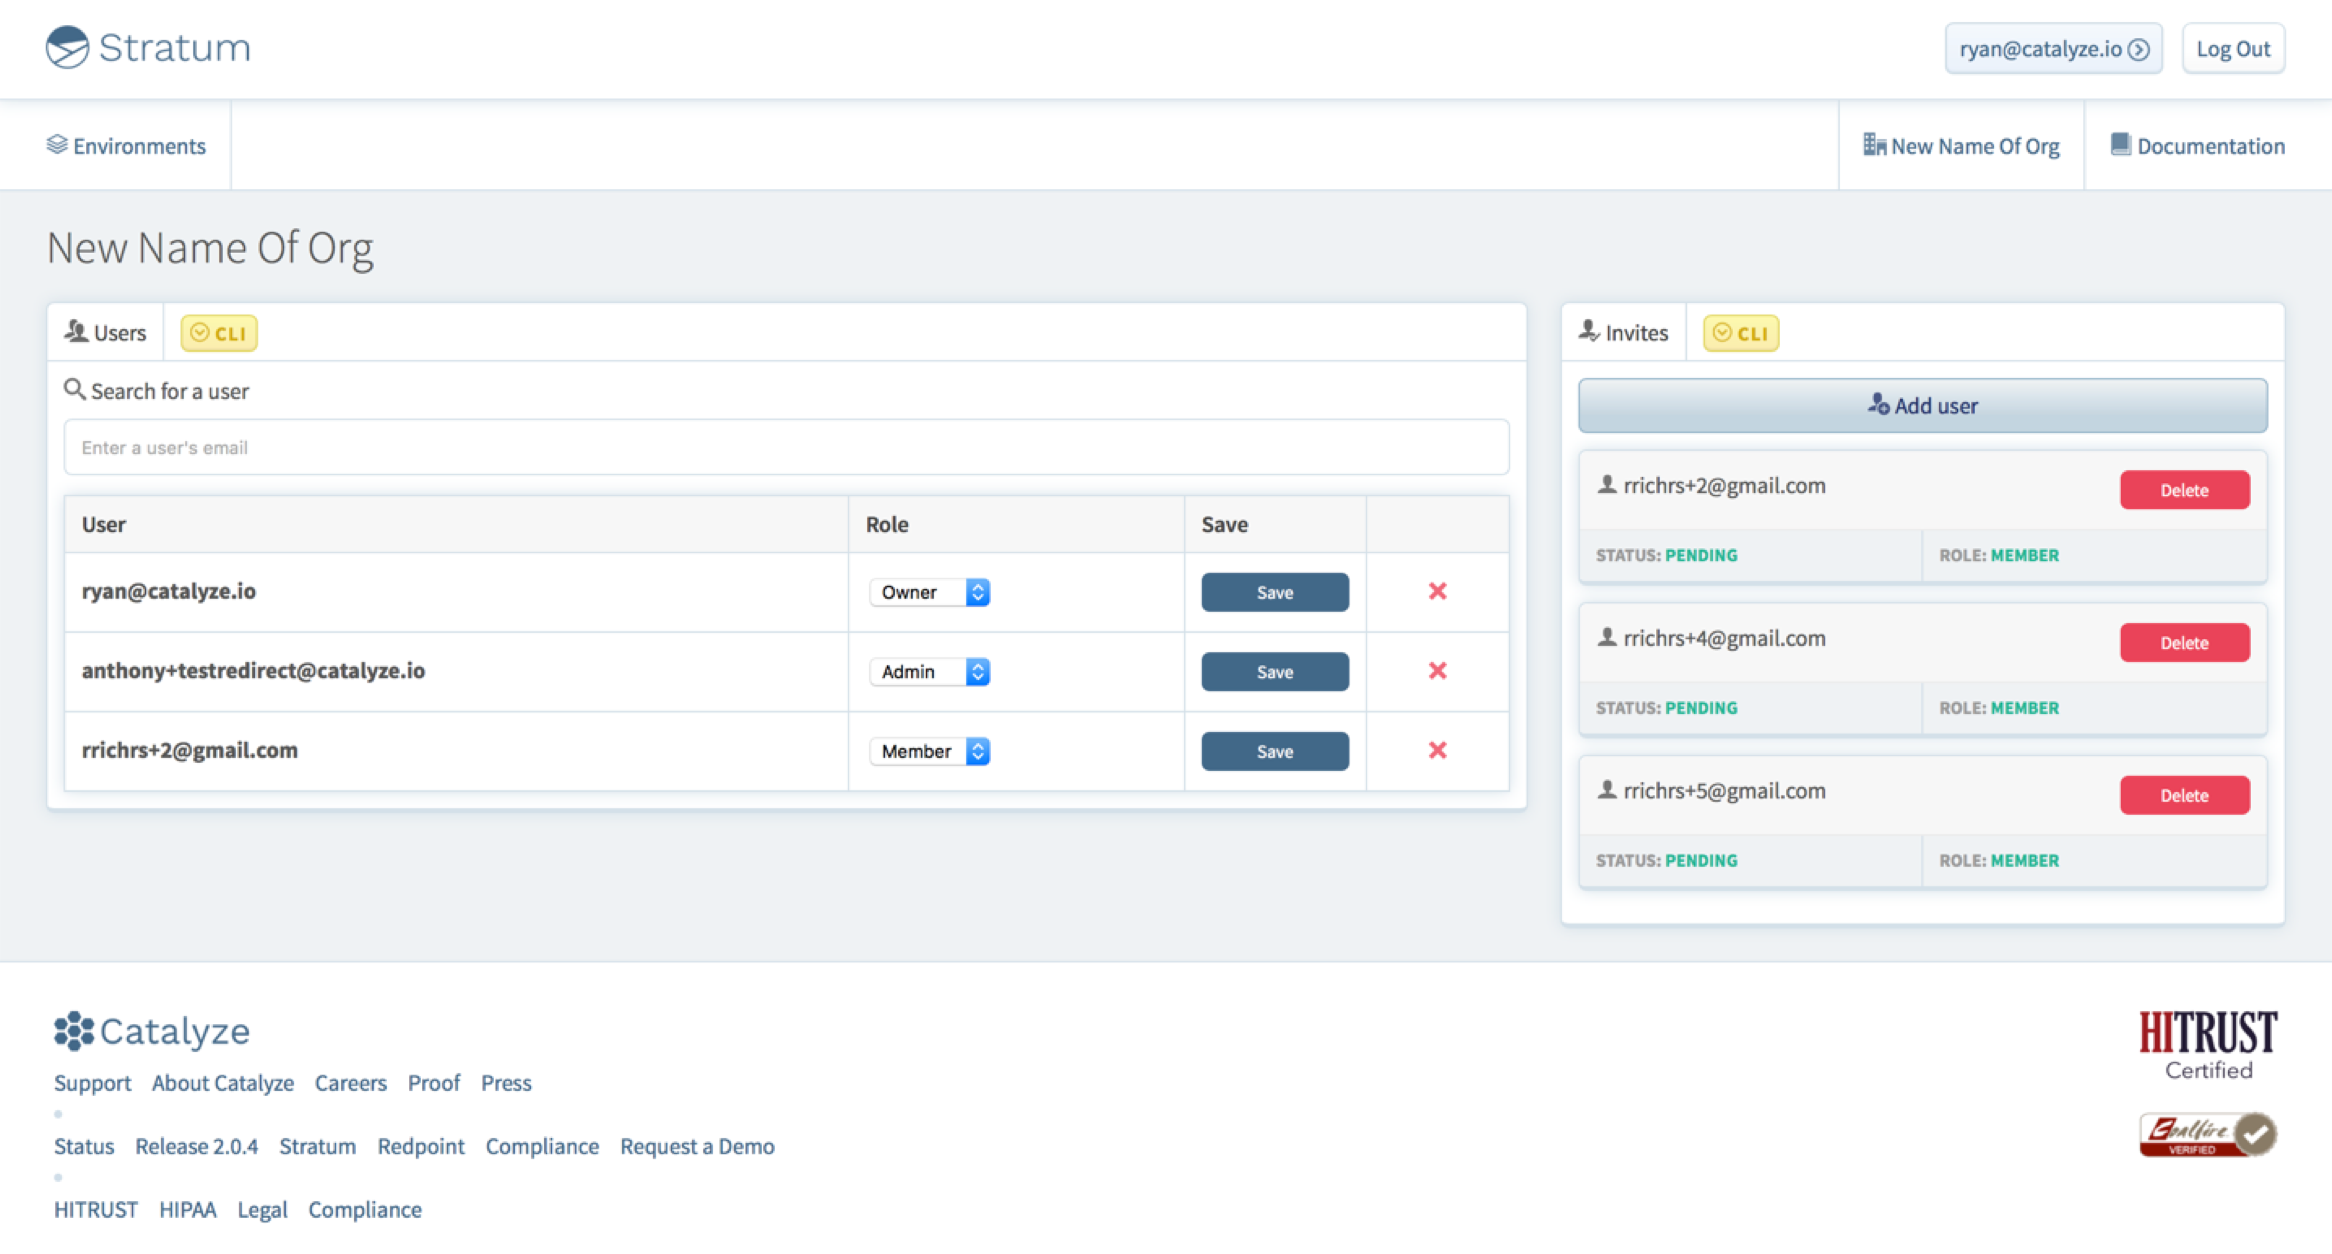 Stratum
ryan@catalyze.io
Log Out
Environments
New Name Of Org
Documentation
New Name Of Org
Users
CLI
Search for a user
Enter a user's email
User Role Save
ryan@catalyze.io Owner Save
anthony+testredirect@catalyze.io Admin Save
rrichrs+2@gmail.com Member Save
Invites
CLI
Add user
rrichrs+2@gmail.com Delete
STATUS: PENDING ROLE: MEMBER
rrichrs+4@gmail.com Delete
STATUS: PENDING ROLE: MEMBER
rrichrs+5@gmail.com Delete
STATUS: PENDING ROLE: MEMBER
Catalyze
Support About Catalyze Careers Proof Press
Status Release 2.0.4 Stratum Redpoint Compliance Request a Demo
HITRUST HIPAA Legal Compliance
HITRUST
Certified
Coalfire
VERIFIED